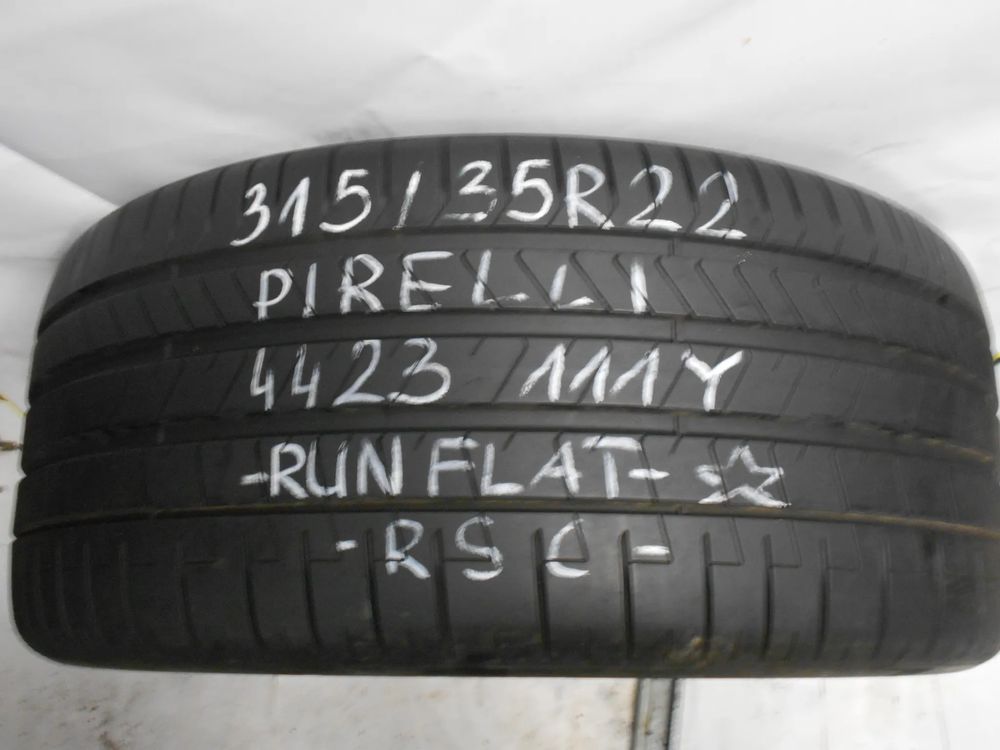 315/35R22
PIRELLI
4423 111Y
-RUNFLAT- ☆
-RSC-